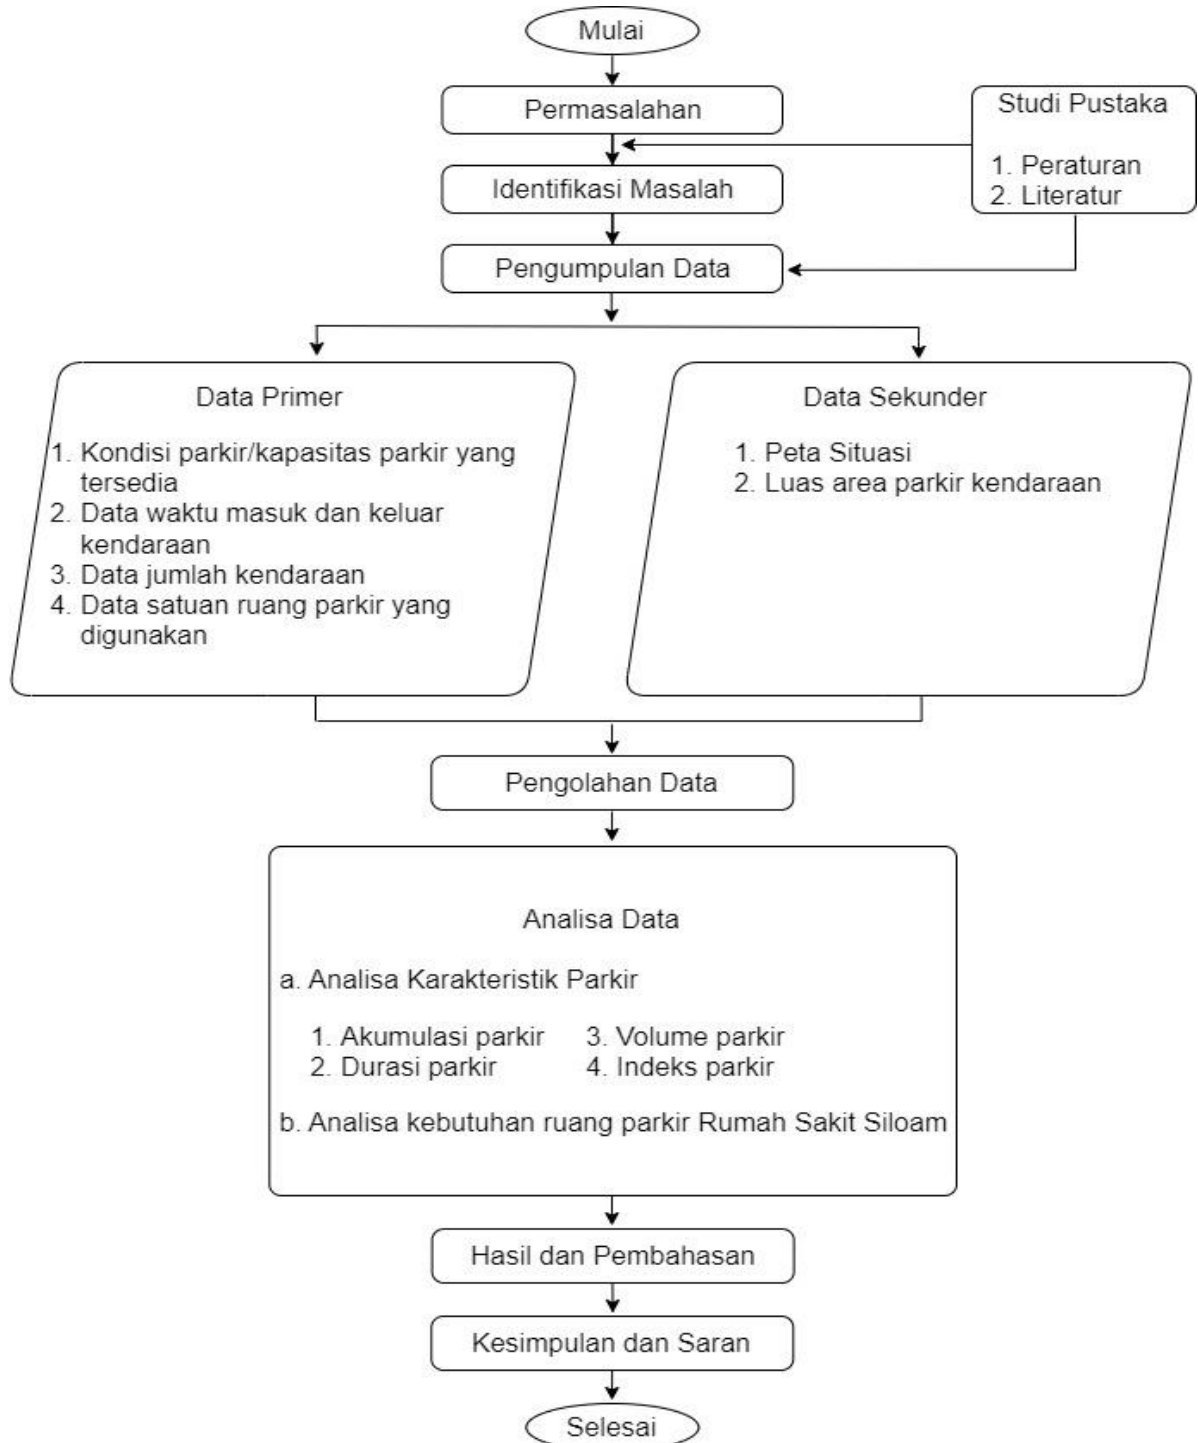 Mulai
Permasalahan
Studi Pustaka
1. Peraturan
2. Literatur
Identifikasi Masalah
Pengumpulan Data
Data Primer
1. Kondisi parkir/kapasitas parkir yang
tersedia
2. Data waktu masuk dan keluar
kendaraan
3. Data jumlah kendaraan
4. Data satuan ruang parkir yang
digunakan
Data Sekunder
1. Peta Situasi
2. Luas area parkir kendaraan
Pengolahan Data
Analisa Data
a. Analisa Karakteristik Parkir
1. Akumulasi parkir
2. Durasi parkir
3. Volume parkir
4. Indeks parkir
b. Analisa kebutuhan ruang parkir Rumah Sakit Siloam
Hasil dan Pembahasan
Kesimpulan dan Saran
Selesai